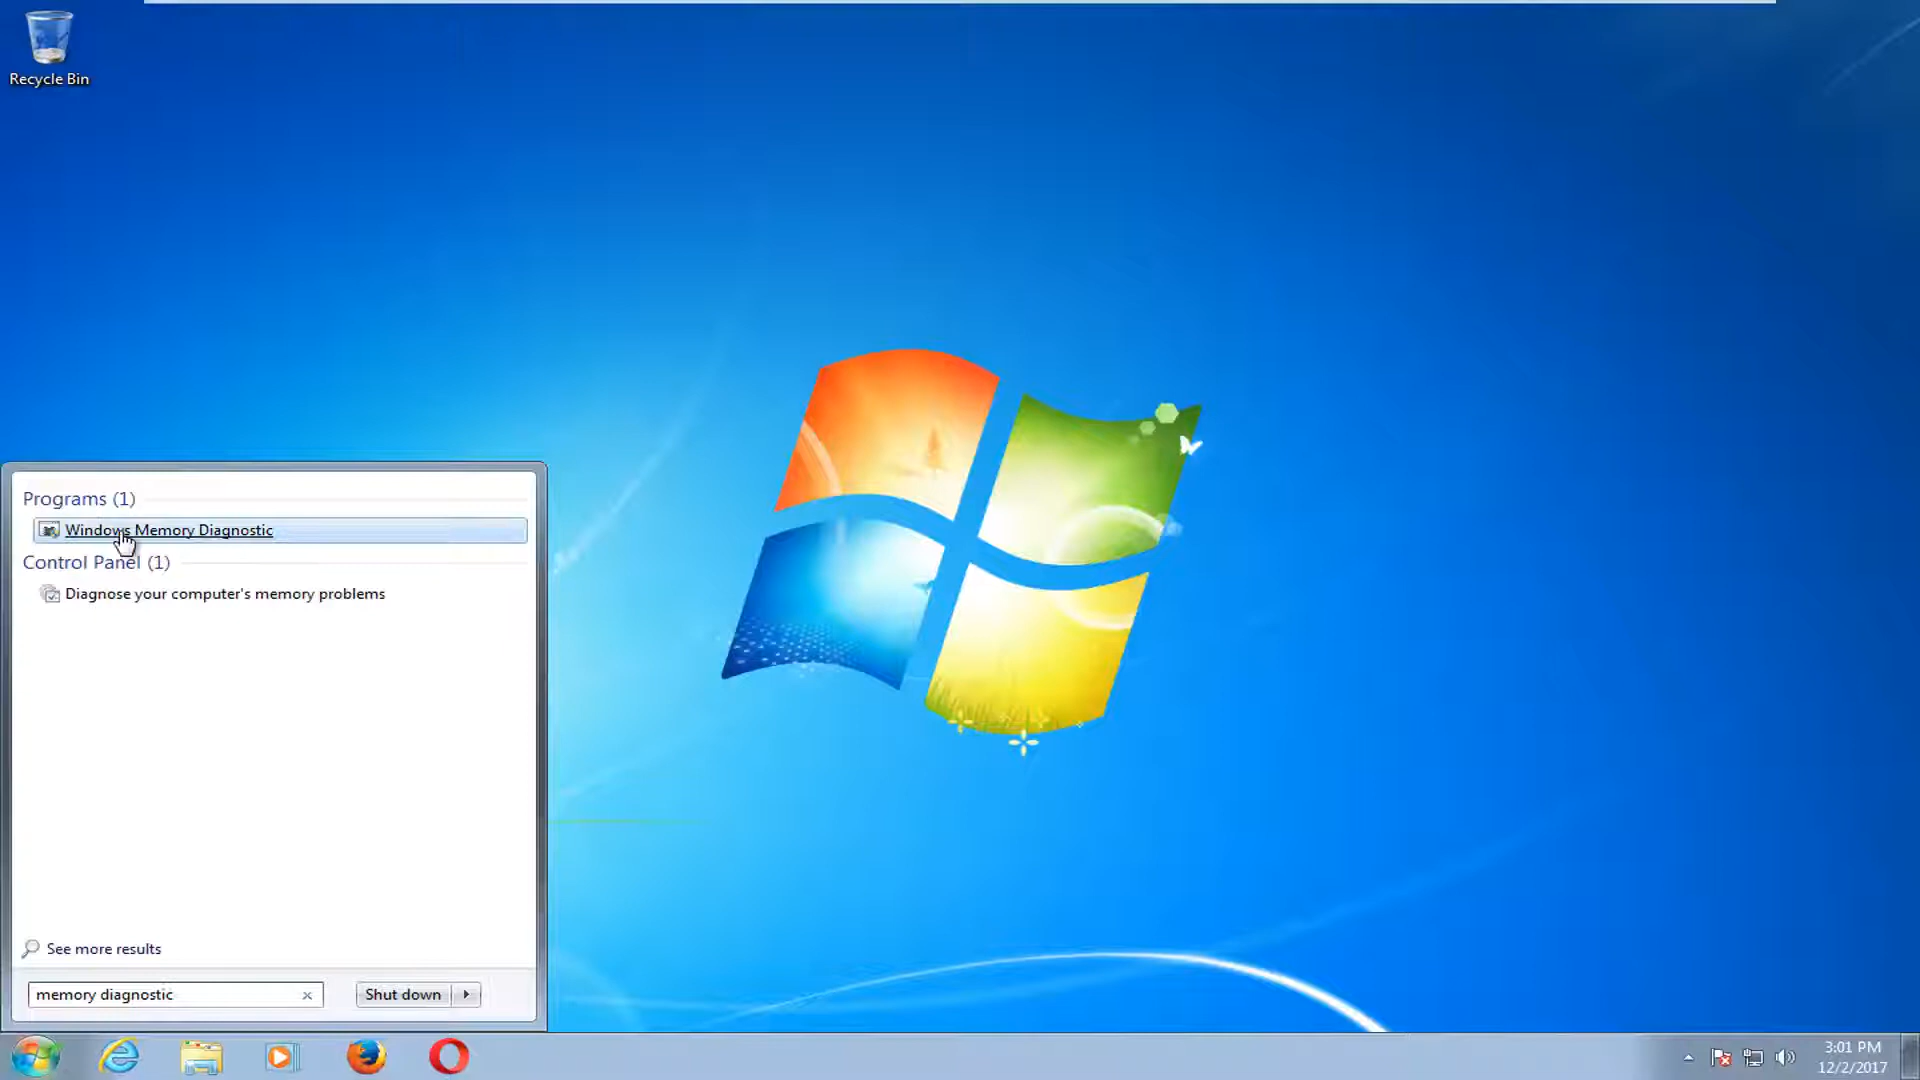 Recycle Bin
Programs (1)
Windows Memory Diagnostic
Control Panel (1)
Diagnose your computer's memory problems
See more results
memory diagnostic
Shut down
3:01 PM
12/2/2017